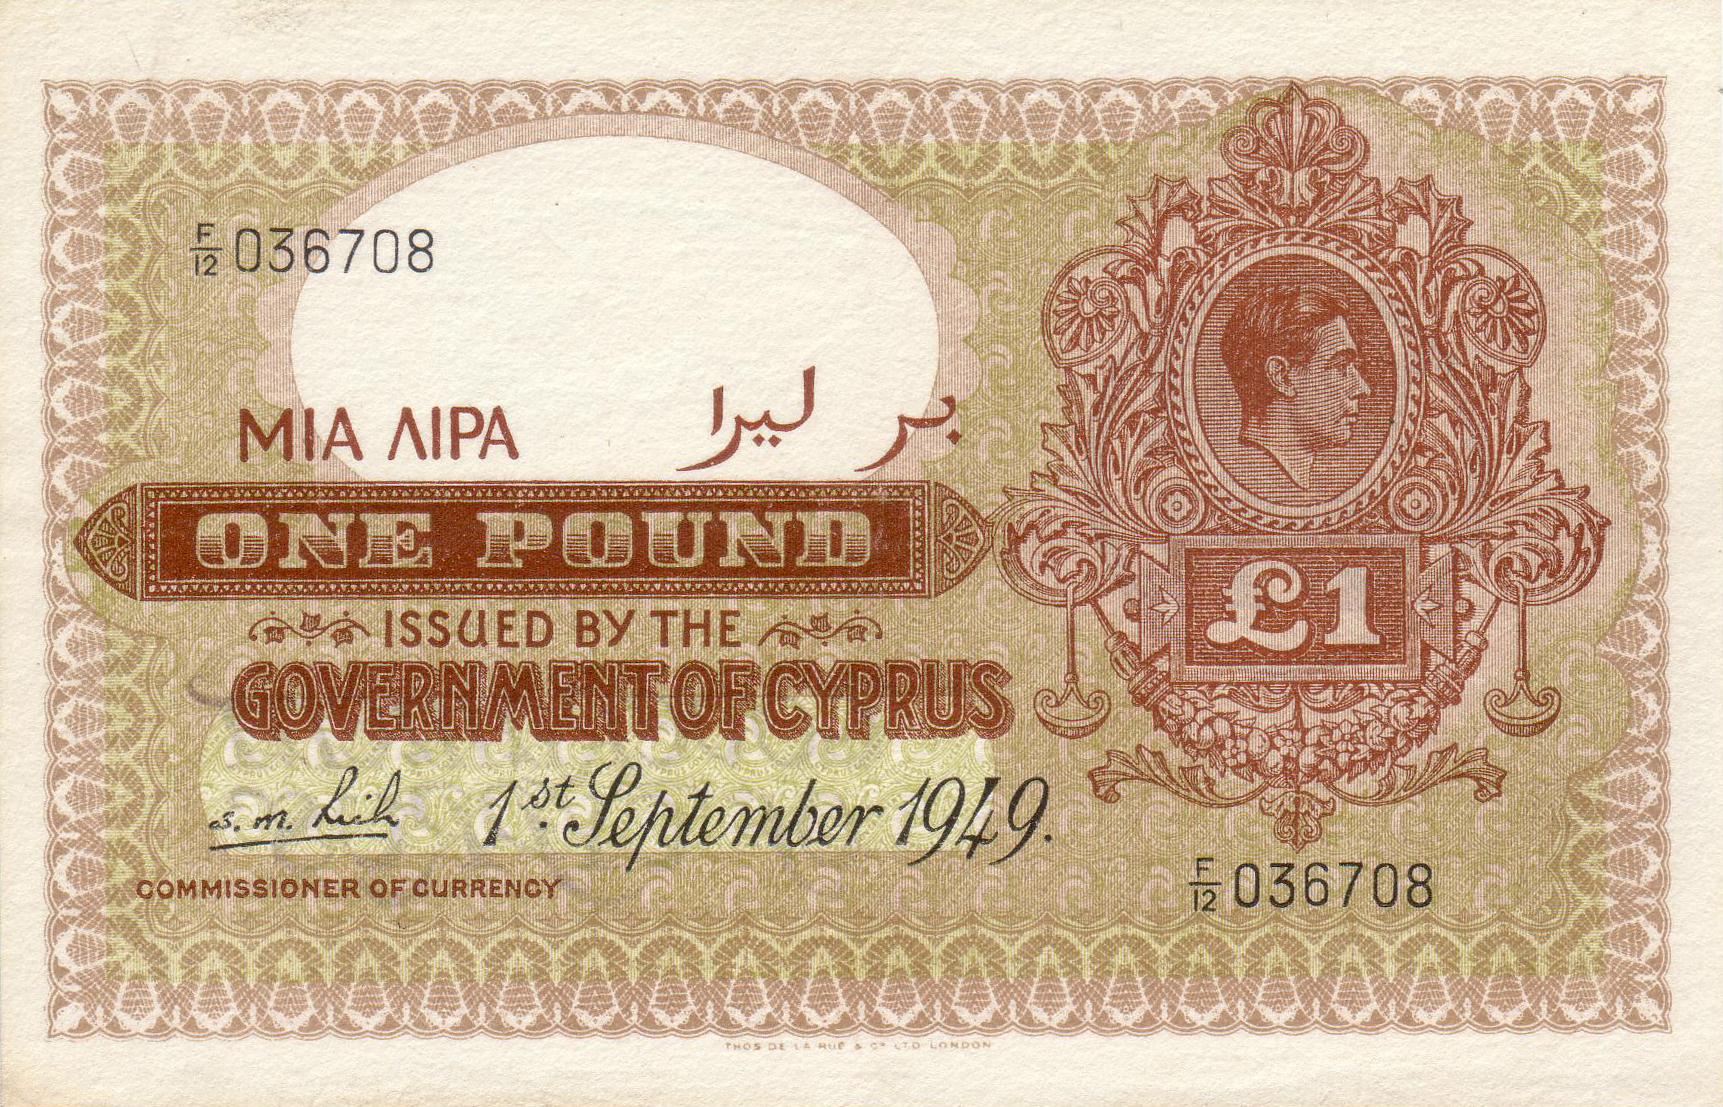 F/12 036708
ΜΙΑ ΛΙΡΑ
بر ليرا
ONE POUND
ISSUED BY THE
GOVERNMENT OF CYPRUS
1st September 1949.
COMMISSIONER OF CURRENCY
£1
F/12 036708
THOS DE LA RUE & Co LTD LONDON